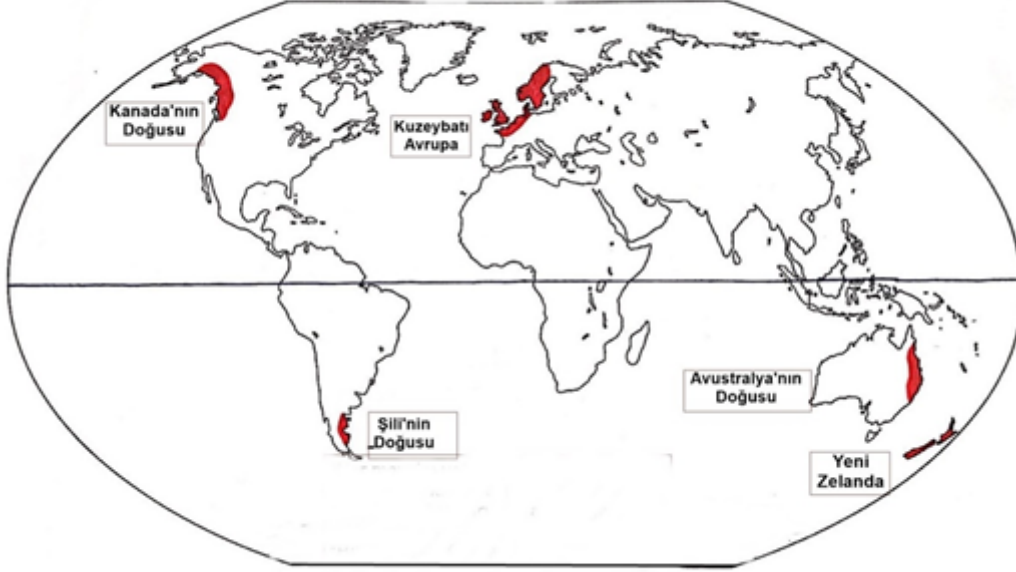 Kanada'nın
Doğusu
Kuzeybatı
Avrupa
Avustralya'nın
Doğusu
Şili'nin
Doğusu
Yeni
Zelanda